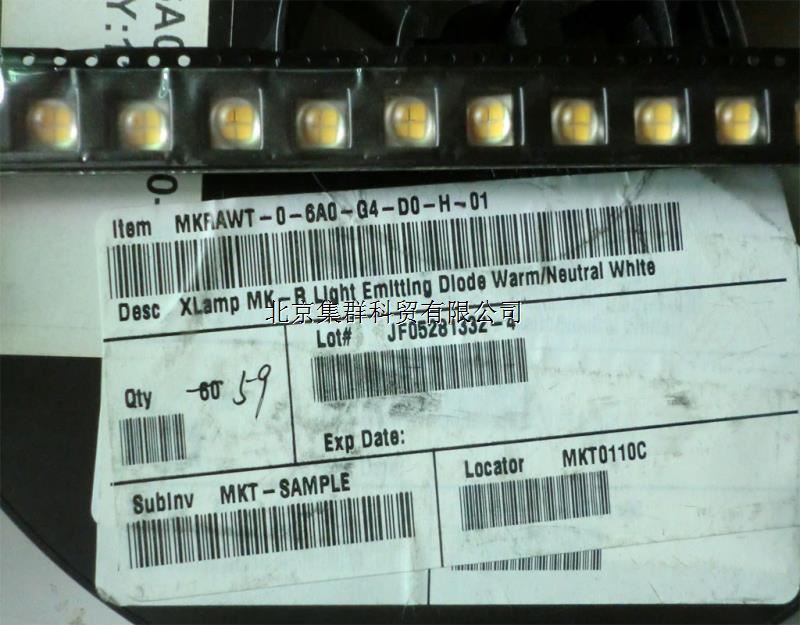 Item MKRAWT-0-6A0-G4-D0-H-01
Desc XLamp MK-R Light Emitting Diode Warm/Neutral White
北京集群科贸有限公司
Lot# JF05281332-4
Qty 60 59
Exp Date:
SubInv MKT-SAMPLE
Locator MKT0110C